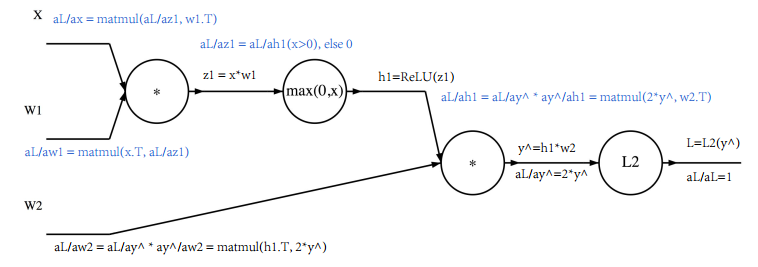 X aL/ax = matmul(aL/az1, w1.T)
aL/az1 = aL/ah1(x>0), else 0
z1 = x*w1
h1=ReLU(z1)
*
max(0,x)
aL/ah1 = aL/ay^ * ay^/ah1 = matmul(2*y^, w2.T)
W1
aL/aw1 = matmul(x.T, aL/az1)
y^=h1*w2
L=L2(y^)
*
L2
aL/ay^=2*y^
aL/aL=1
W2
aL/aw2 = aL/ay^ * ay^/aw2 = matmul(h1.T, 2*y^)